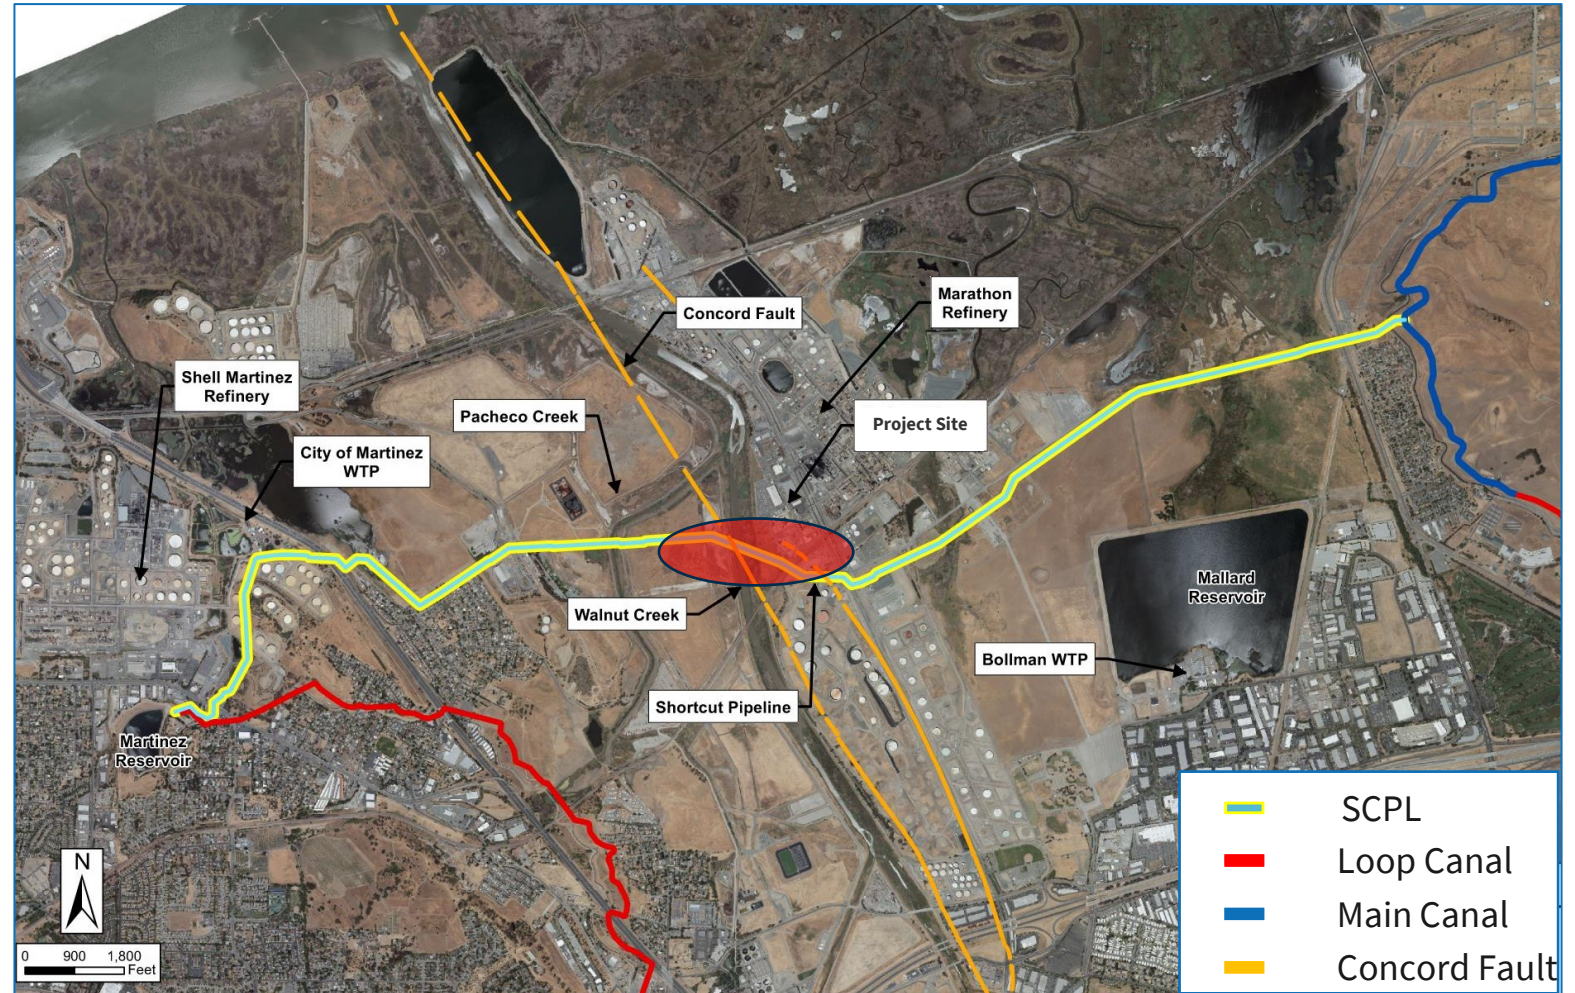 Concord Fault
Marathon
Refinery
Shell Martinez
Refinery
Pacheco Creek
Project Site
City of Martinez
WTP
Mallard
Reservoir
Walnut Creek
Bollman WTP
Shortcut Pipeline
Martinez
Reservoir
SCPL
Loop Canal
Main Canal
Concord Fault
N
0 900 1,800
Feet